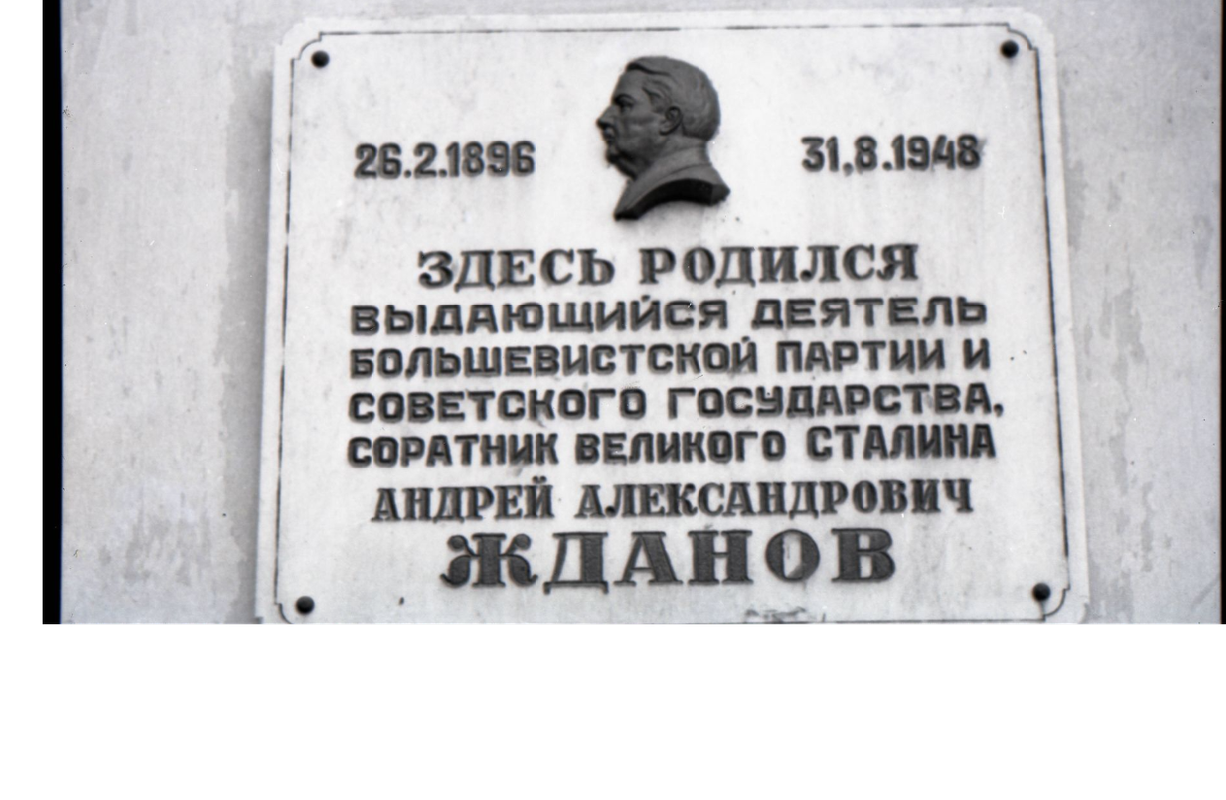 26.2.1896 31.8.1948
ЗДЕСЬ РОДИЛСЯ
ВЫДАЮЩИЙСЯ ДЕЯТЕЛЬ
БОЛЬШЕВИСТСКОЙ ПАРТИИ И
СОВЕТСКОГО ГОСУДАРСТВА,
СОРАТНИК ВЕЛИКОГО СТАЛИНА
АНДРЕЙ АЛЕКСАНДРОВИЧ
ЖДАНОВ